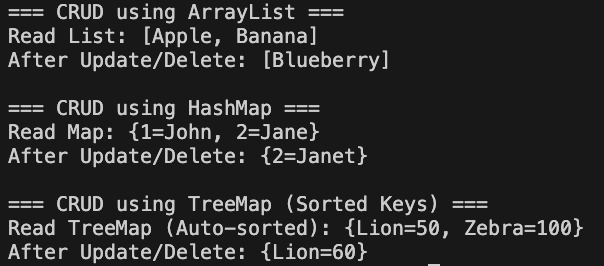 === CRUD using ArrayList ===
Read List: [Apple, Banana]
After Update/Delete: [Blueberry]
=== CRUD using HashMap ===
Read Map: {1=John, 2=Jane}
After Update/Delete: {2=Janet}
=== CRUD using TreeMap (Sorted Keys) ===
Read TreeMap (Auto-sorted): {Lion=50, Zebra=100}
After Update/Delete: {Lion=60}